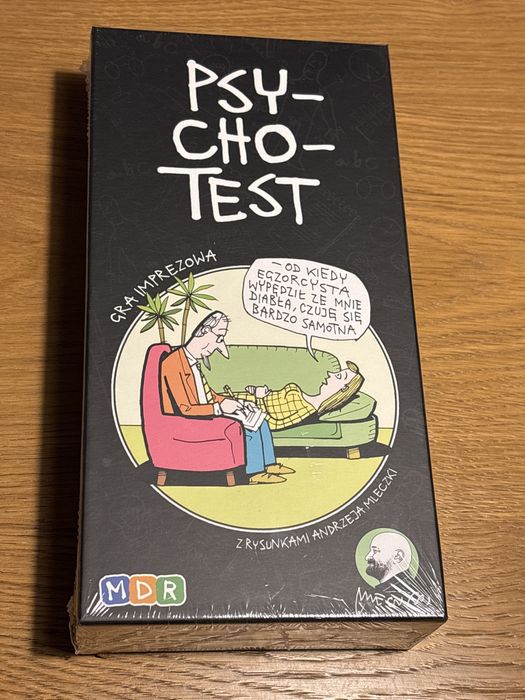 PSY-
CHO-
TEST
GRA IMPREZOWA
- OD KIEDY
EGZORCYSTA
WYPĘDZIŁ ZE MNIE
DIABŁA, CZUJĘ SIĘ
BARDZO SAMOTNA
Z RYSUNKAMI ANDRZEJA MLECZKI
MDR